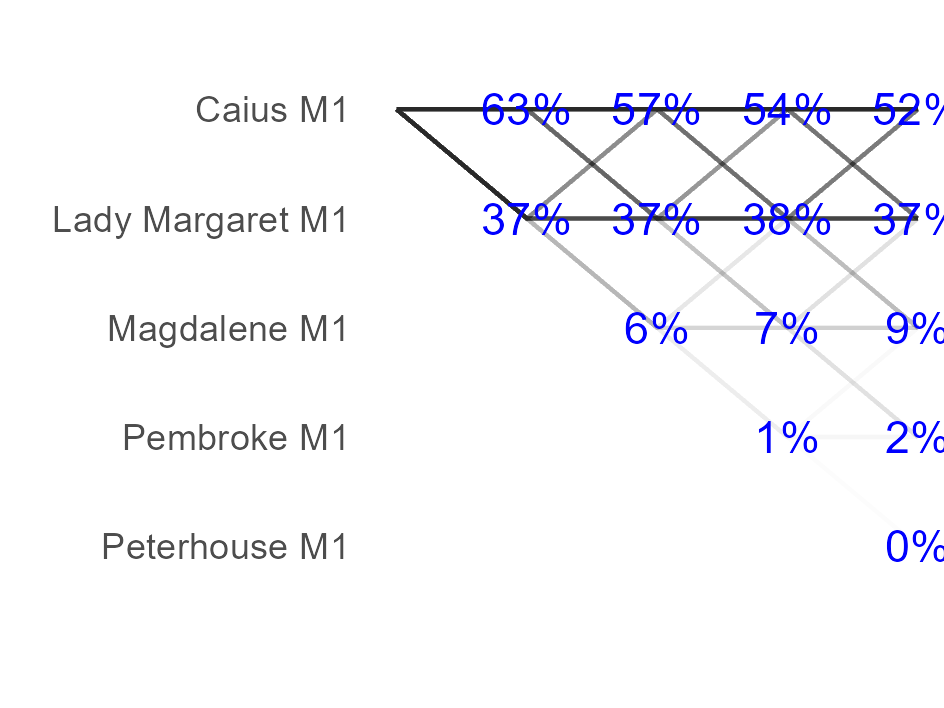 Caius M1 63% 57% 54% 52%
Lady Margaret M1 37% 37% 38% 37%
Magdalene M1 6% 7% 9%
Pembroke M1 1% 2%
Peterhouse M1 0%